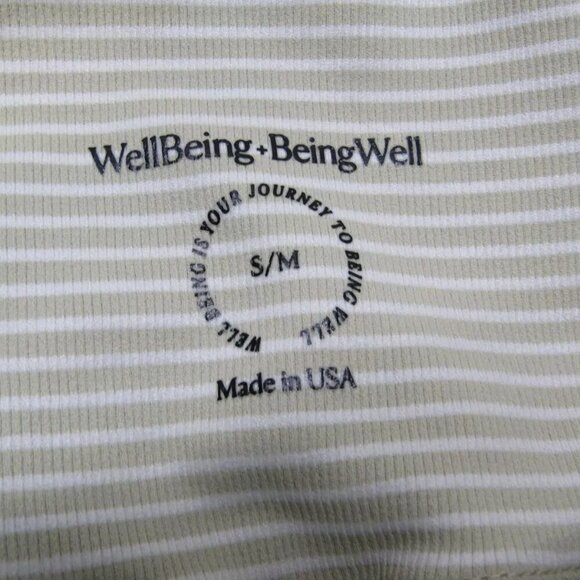 WellBeing + BeingWell
WELL BEING IS YOUR JOURNEY TO BEING WELL
S/M
Made in USA